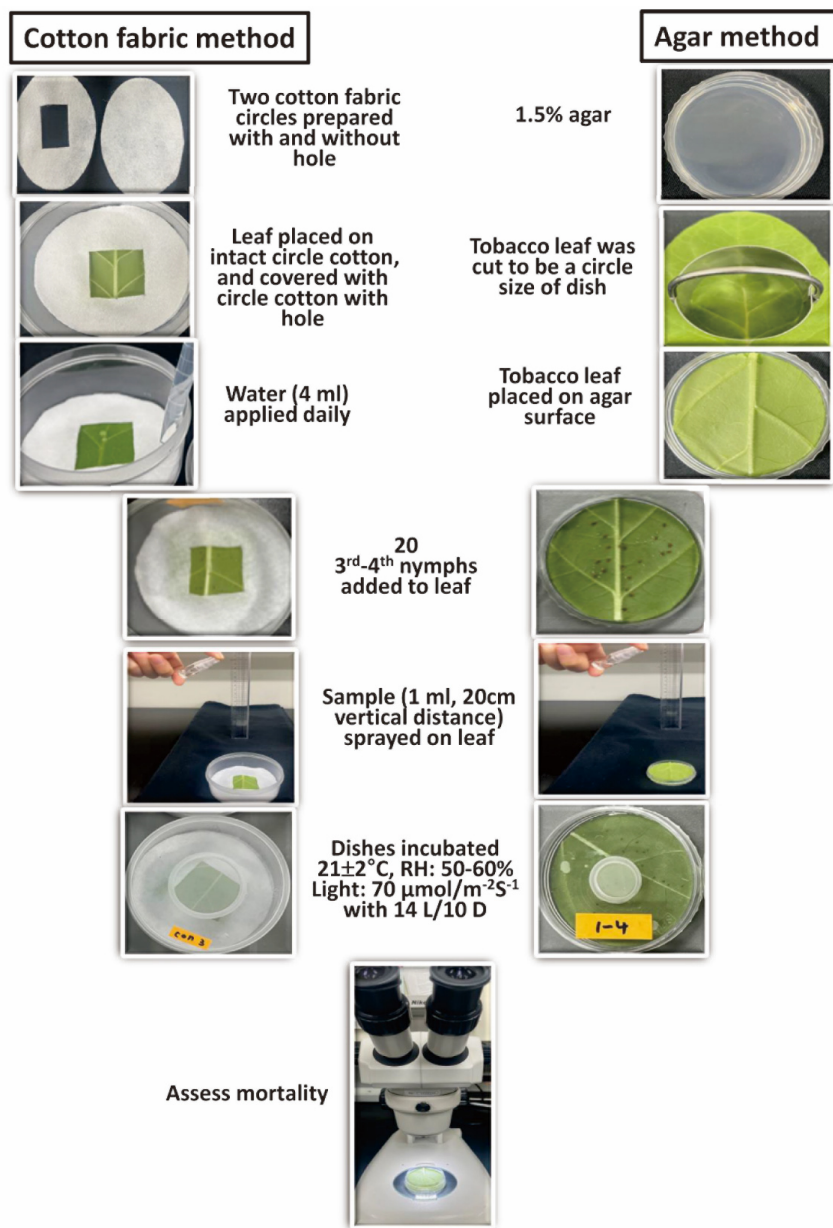 Cotton fabric method
Agar method
Two cotton fabric
circles prepared
with and without
hole
1.5% agar
Leaf placed on
intact circle cotton,
and covered with
circle cotton with
hole
Tobacco leaf was
cut to be a circle
size of dish
Water (4 ml)
applied daily
Tobacco leaf
placed on agar
surface
20
3rd-4th nymphs
added to leaf
Sample (1 ml, 20cm
vertical distance)
sprayed on leaf
Dishes incubated
21±2°C, RH: 50-60%
Light: 70 µmol/m-2S-1
with 14 L/10 D
con 3
1-4
Assess mortality